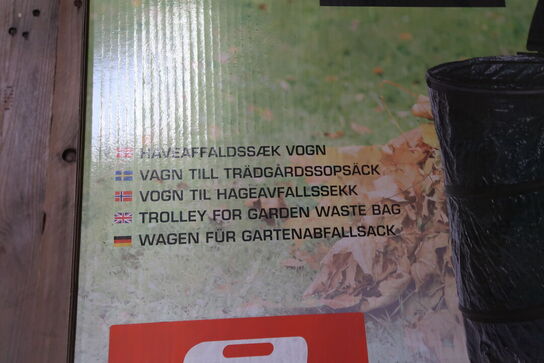 HAVEAFFALDSSÆK VOGN
VAGN TILL TRÄDGÅRDSSOPSÄCK
VOGN TIL HAGEAVFALLSSEKK
TROLLEY FOR GARDEN WASTE BAG
WAGEN FÜR GARTENABFALLSACK